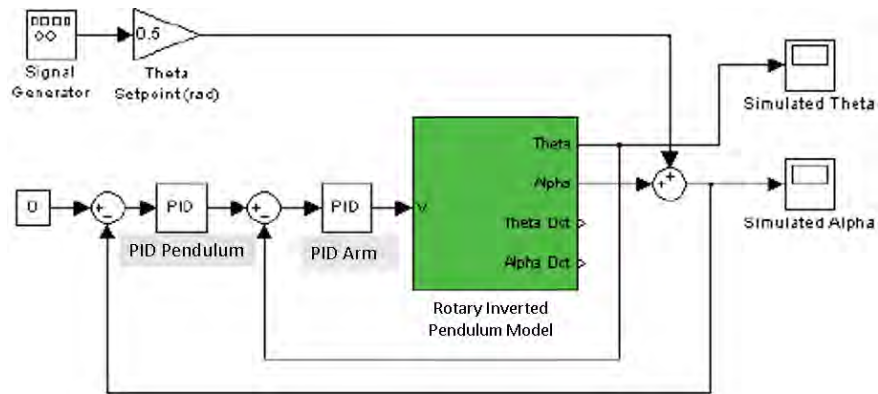 0.5
Signal
Generator
Theta
Setpoint (rad)
Simulated Theta
Theta
Alpha
Theta Dot
Alpha Dot
V
0
PID
PID
PID Pendulum
PID Arm
Simulated Alpha
Rotary Inverted
Pendulum Model